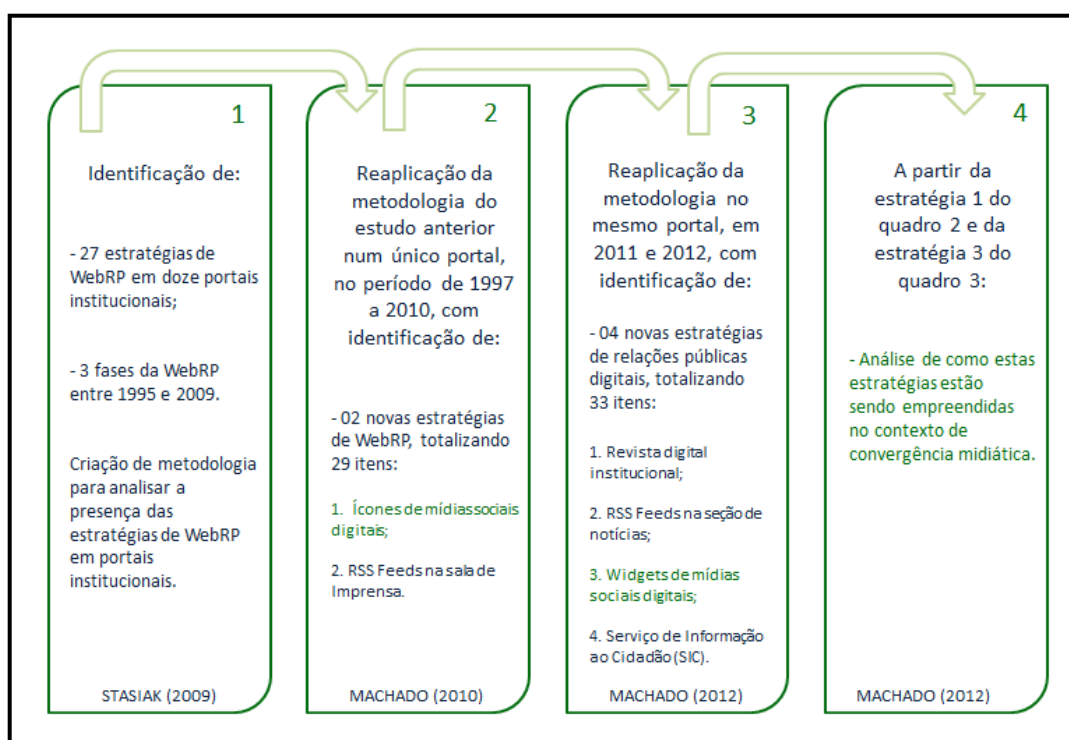 1
Identificação de:
- 27 estratégias de
WebRP em doze portais
institucionais;
- 3 fases da WebRP
entre 1995 e 2009.
Criação de metodologia
para analisar a
presença das
estratégias de WebRP
em portais
institucionais.
STASIAK (2009)
2
Reaplicação da
metodologia do
estudo anterior
num único portal,
no período de 1997
a 2010, com
identificação de:
- 02 novas estratégias
de WebRP, totalizando
29 itens:
1. Ícones de mídias sociais
digitais;
2. RSS Feeds na sala de
Imprensa.
MACHADO (2010)
3
Reaplicação da
metodologia no
mesmo portal, em
2011 e 2012, com
identificação de:
- 04 novas estratégias
de relações públicas
digitais, totalizando
33 itens:
1. Revista digital
institucional;
2. RSS Feeds na seção de
notícias;
3. Widgets de mídias
sociais digitais;
4. Serviço de Informação
ao Cidadão (SIC).
MACHADO (2012)
4
A partir da
estratégia 1 do
quadro 2 e da
estratégia 3 do
quadro 3:
- Análise de como estas
estratégias estão
sendo empreendidas
no contexto de
convergência midiática.
MACHADO (2012)